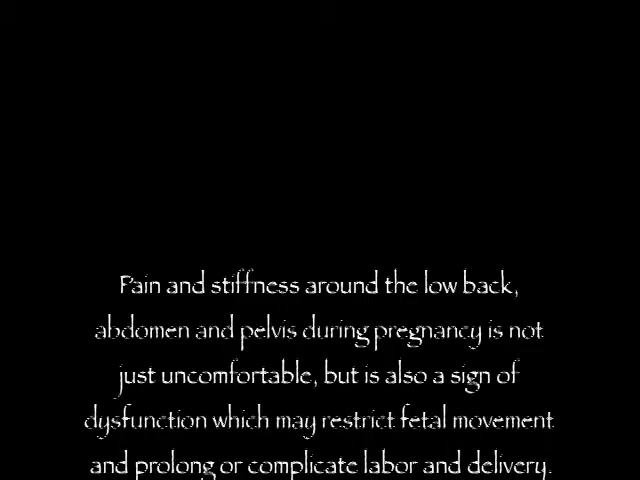 Pain and stiffness around the low back,
abdomen and pelvis during pregnancy is not
just uncomfortable, but is also a sign of
dysfunction which may restrict fetal movement
and prolong or complicate labor and delivery.